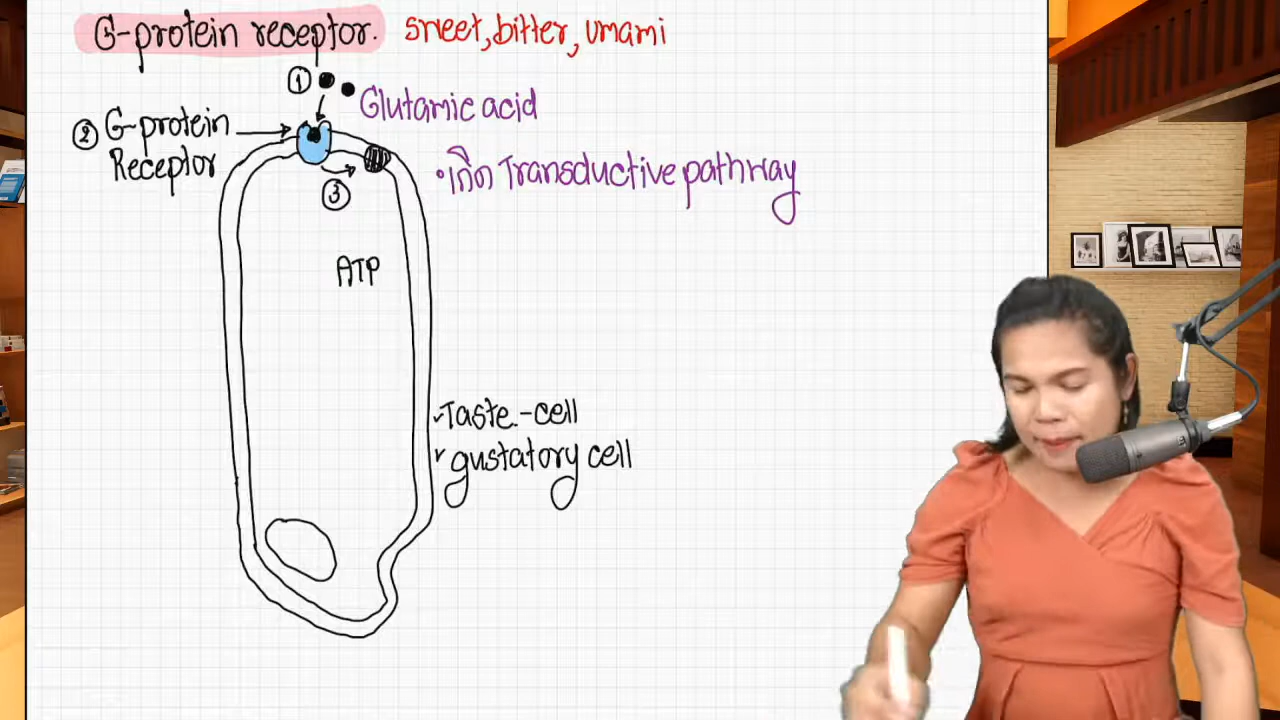 G-protein receptor. sweet, bitter, umami
①
Glutamic acid
② G-protein
Receptor
• เกิด Transductive pathway
③
ATP
Taste-cell
gustatory cell